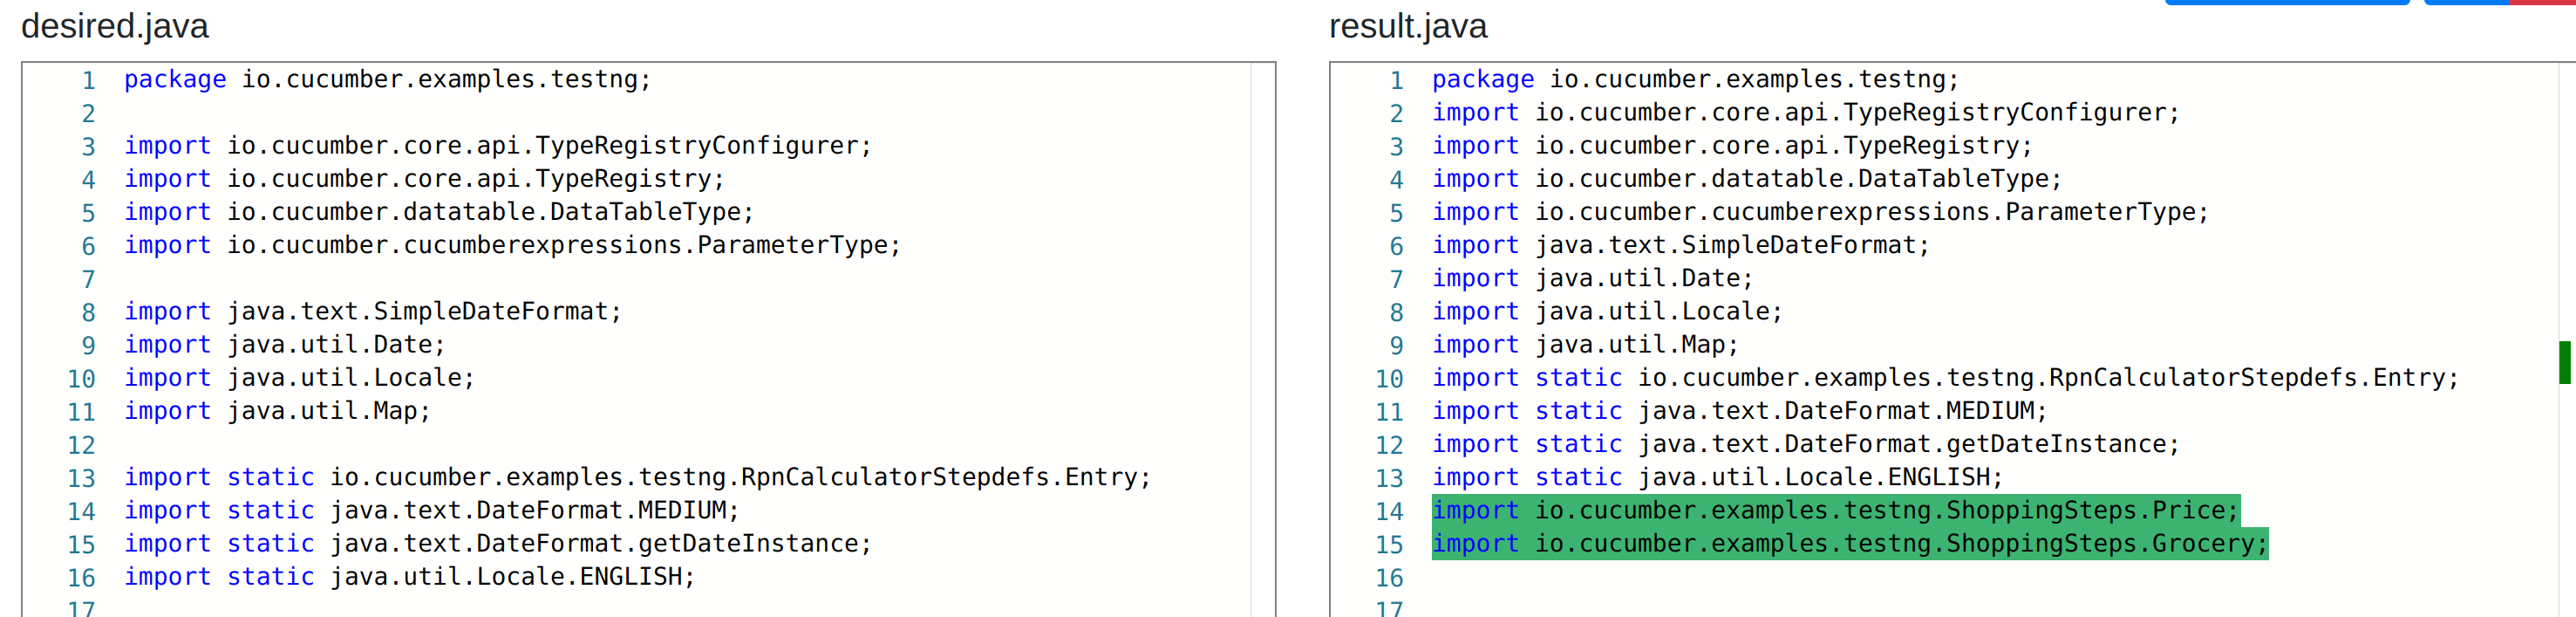 desired.java
1 package io.cucumber.examples.testng;
2
3 import io.cucumber.core.api.TypeRegistryConfigurer;
4 import io.cucumber.core.api.TypeRegistry;
5 import io.cucumber.datatable.DataTableType;
6 import io.cucumber.cucumberexpressions.ParameterType;
7
8 import java.text.SimpleDateFormat;
9 import java.util.Date;
10 import java.util.Locale;
11 import java.util.Map;
12
13 import static io.cucumber.examples.testng.RpnCalculatorStepdefs.Entry;
14 import static java.text.DateFormat.MEDIUM;
15 import static java.text.DateFormat.getDateInstance;
16 import static java.util.Locale.ENGLISH;
17
result.java
1 package io.cucumber.examples.testng;
2 import io.cucumber.core.api.TypeRegistryConfigurer;
3 import io.cucumber.core.api.TypeRegistry;
4 import io.cucumber.datatable.DataTableType;
5 import io.cucumber.cucumberexpressions.ParameterType;
6 import java.text.SimpleDateFormat;
7 import java.util.Date;
8 import java.util.Locale;
9 import java.util.Map;
10 import static io.cucumber.examples.testng.RpnCalculatorStepdefs.Entry;
11 import static java.text.DateFormat.MEDIUM;
12 import static java.text.DateFormat.getDateInstance;
13 import static java.util.Locale.ENGLISH;
14 import io.cucumber.examples.testng.ShoppingSteps.Price;
15 import io.cucumber.examples.testng.ShoppingSteps.Grocery;
16
17